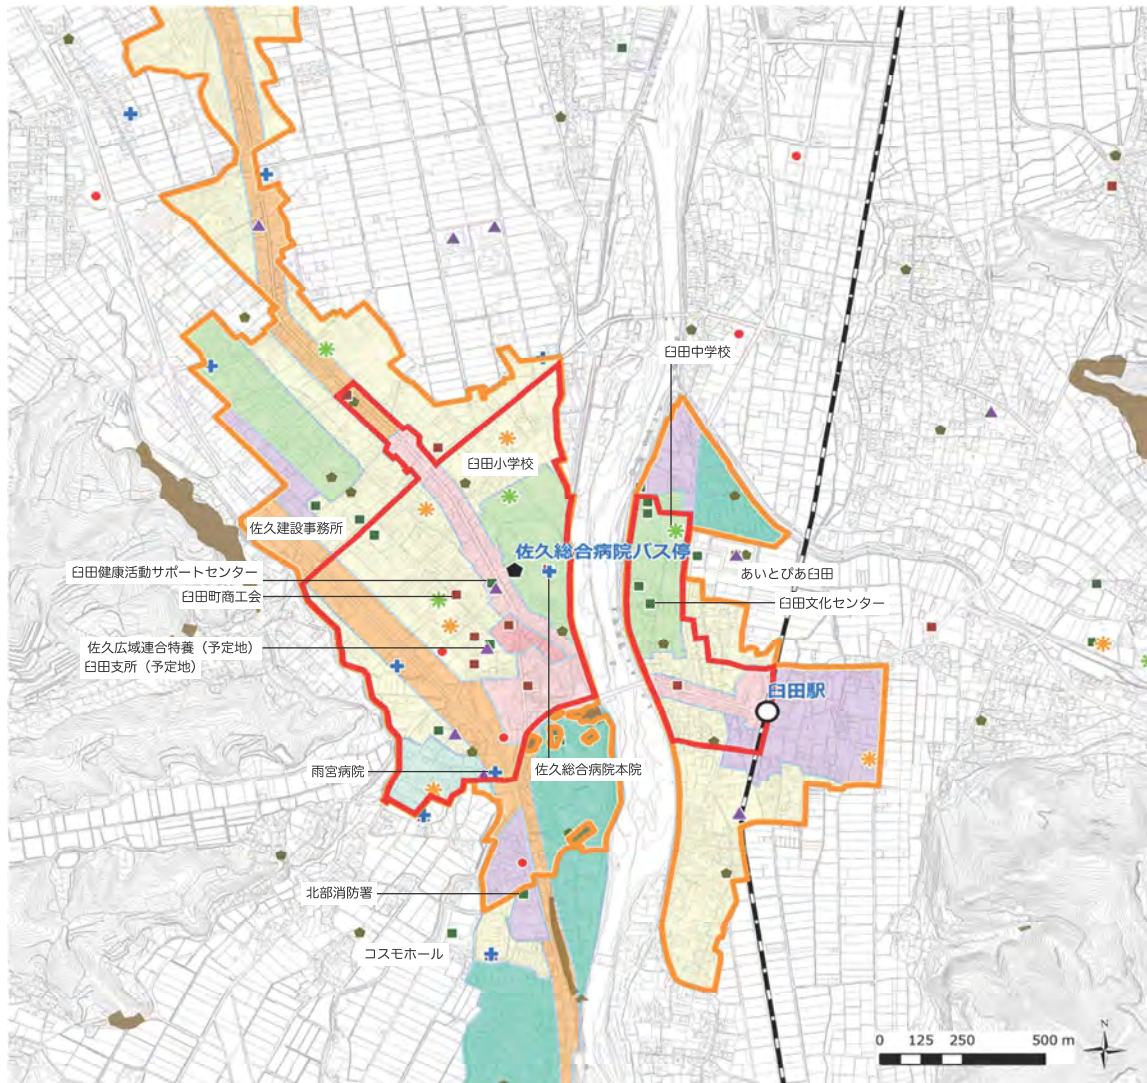 臼田中学校
臼田小学校
佐久建設事務所
佐久総合病院バス停
臼田健康活動サポートセンター
あいとぴあ臼田
臼田町商工会
臼田文化センター
佐久広域連合特養（予定地）
臼田支所（予定地）
臼田駅
雨宮病院
佐久総合病院本院
北部消防署
コスモホール
N
0 125 250 500 m